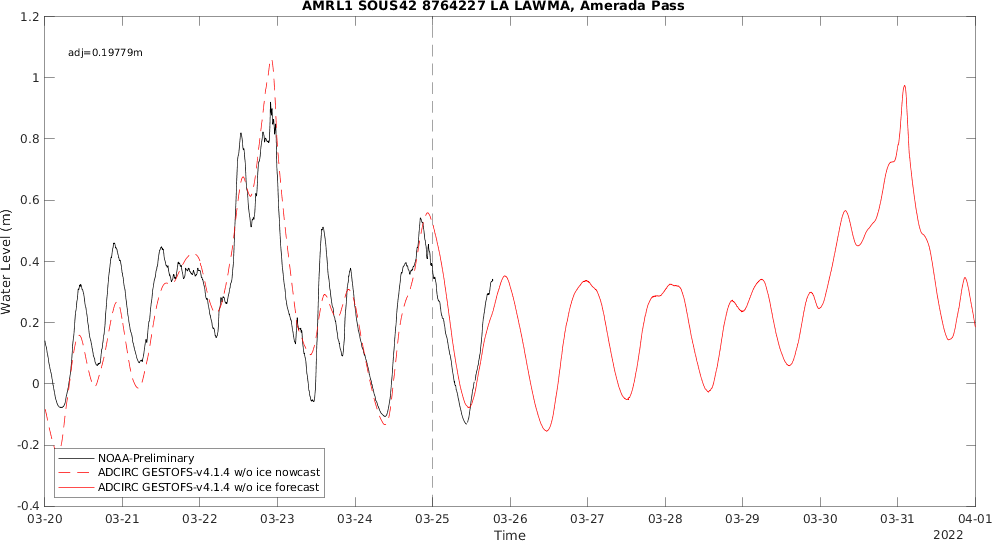 AMRL1 SOUS42 8764227 LA LAWMA, Amerada Pass
adj=0.19779m
Water Level (m)
1.2
1
0.8
0.6
0.4
0.2
0
-0.2
-0.4
NOAA-Preliminary
ADCIRC GESTOFS-v4.1.4 w/o ice nowcast
ADCIRC GESTOFS-v4.1.4 w/o ice forecast
03-20 03-21 03-22 03-23 03-24 03-25 03-26 03-27 03-28 03-29 03-30 03-31 04-01
Time
2022